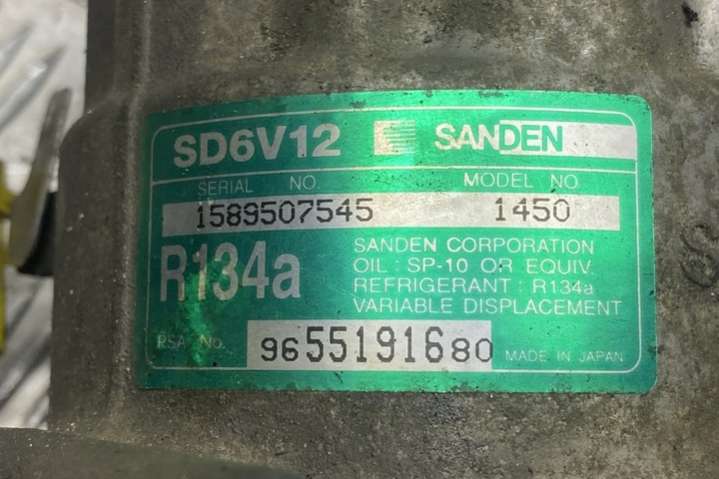 SD6V12 SANDEN
SERIAL NO. MODEL NO.
1589507545 1450
R134a
SANDEN CORPORATION
OIL : SP-10 OR EQUIV.
REFRIGERANT : R134a
VARIABLE DISPLACEMENT
PSA No. 9655191680 MADE IN JAPAN